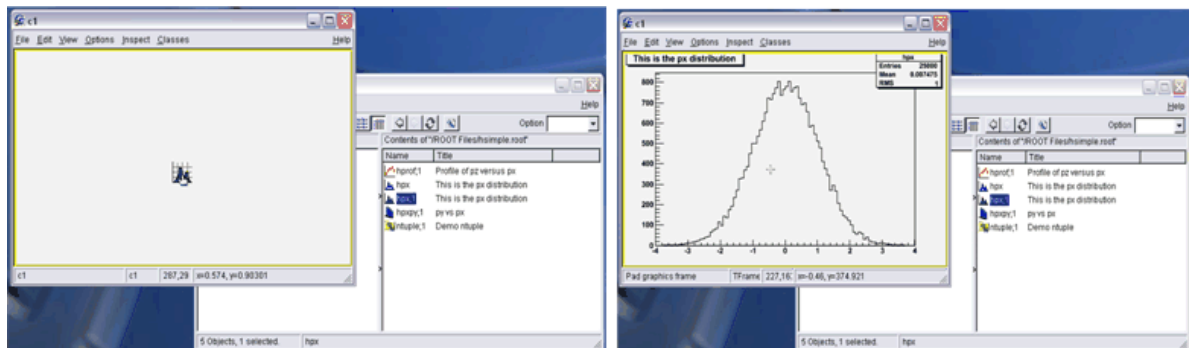 c1
File Edit View Options Inspect Classes Help
Help
Option
Contents of "/ROOT Files/hsimple.root"
Name Title
hprof;1 Profile of pz versus px
hpx This is the px distribution
hpx;1 This is the px distribution
hpxpy;1 py vs px
ntuple;1 Demo ntuple
c1 c1 287,29 x=0.574, y=0.90301
5 Objects, 1 selected. hpx
c1
File Edit View Options Inspect Classes Help
This is the px distribution
hpx
Entries 25000
Mean 0.007475
RMS 1
800
700
600
500
400
300
200
100
0
-4 -3 -2 -1 0 1 2 3 4
Pad graphics frame TFrame 227,16 x=-0.46, y=374.921
Help
Option
Contents of "/ROOT Files/hsimple.root"
Name Title
hprof;1 Profile of pz versus px
hpx This is the px distribution
hpx;1 This is the px distribution
hpxpy;1 py vs px
ntuple;1 Demo ntuple
5 Objects, 1 selected. hpx